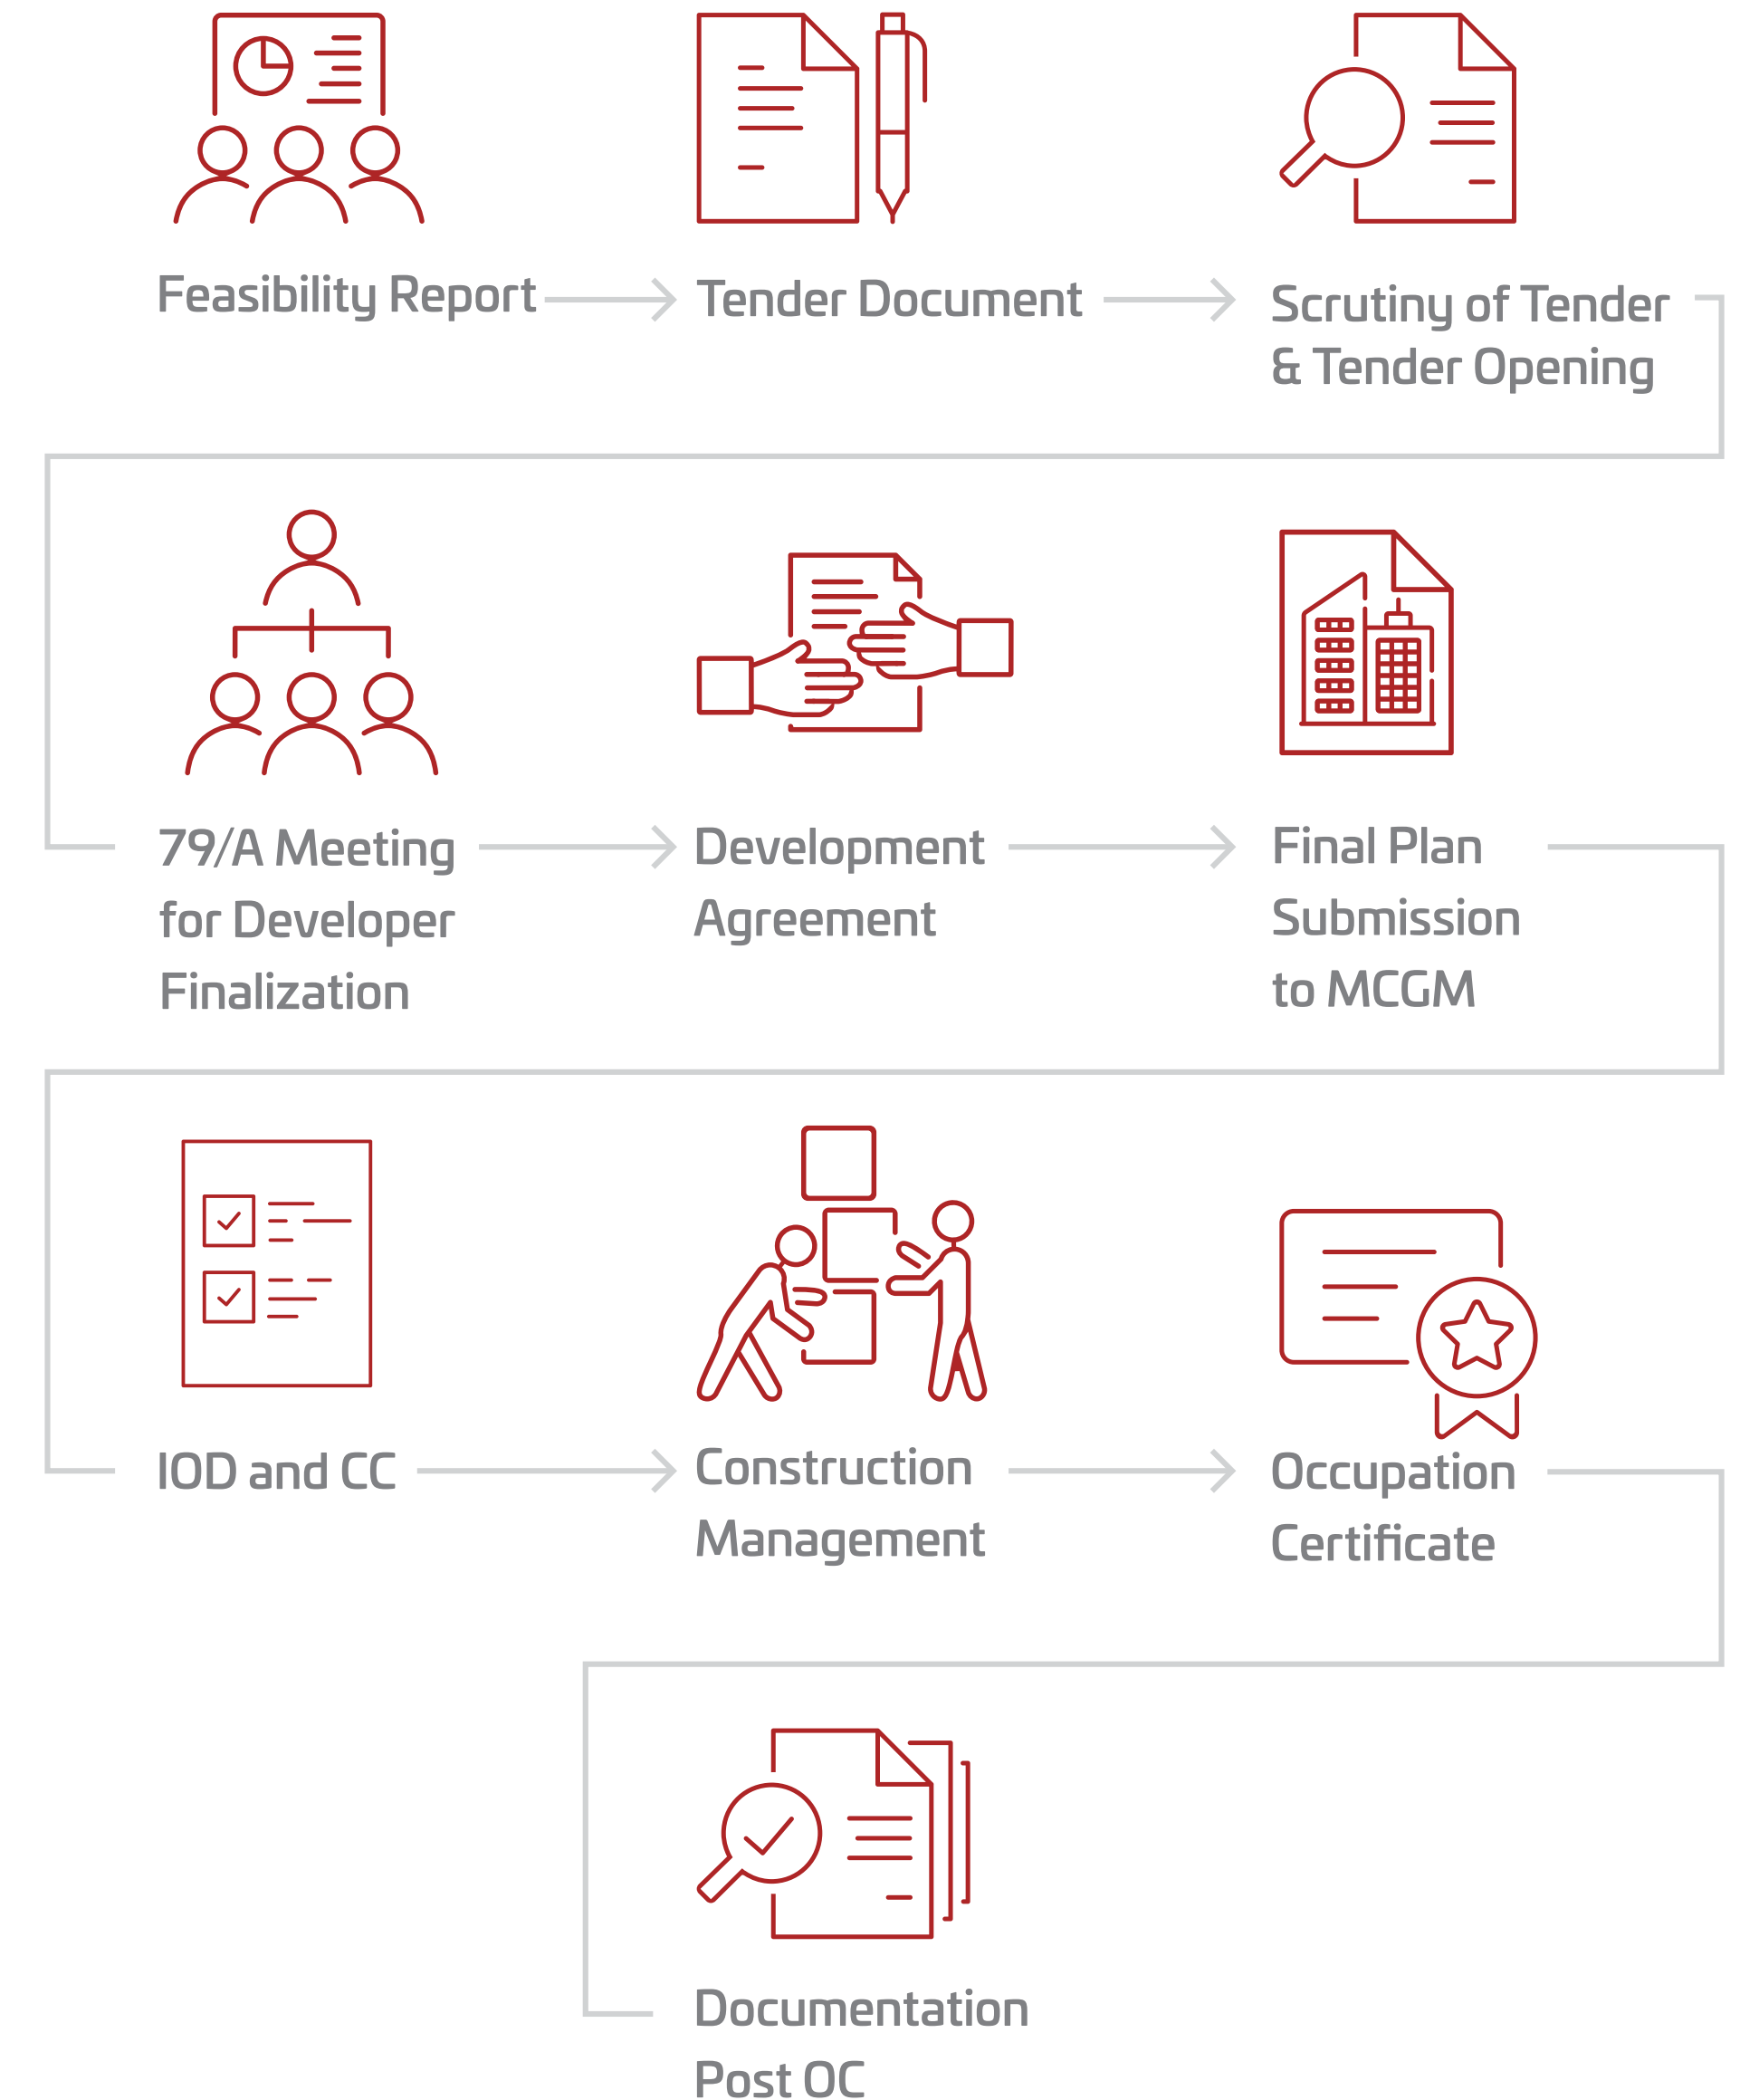 Feasibility Report
Tender Document
Scrutiny of Tender
& Tender Opening
79/A Meeting
for Developer
Finalization
Development
Agreement
Final Plan
Submission
to MCGM
IOD and CC
Construction
Management
Occupation
Certificate
Documentation
Post OC